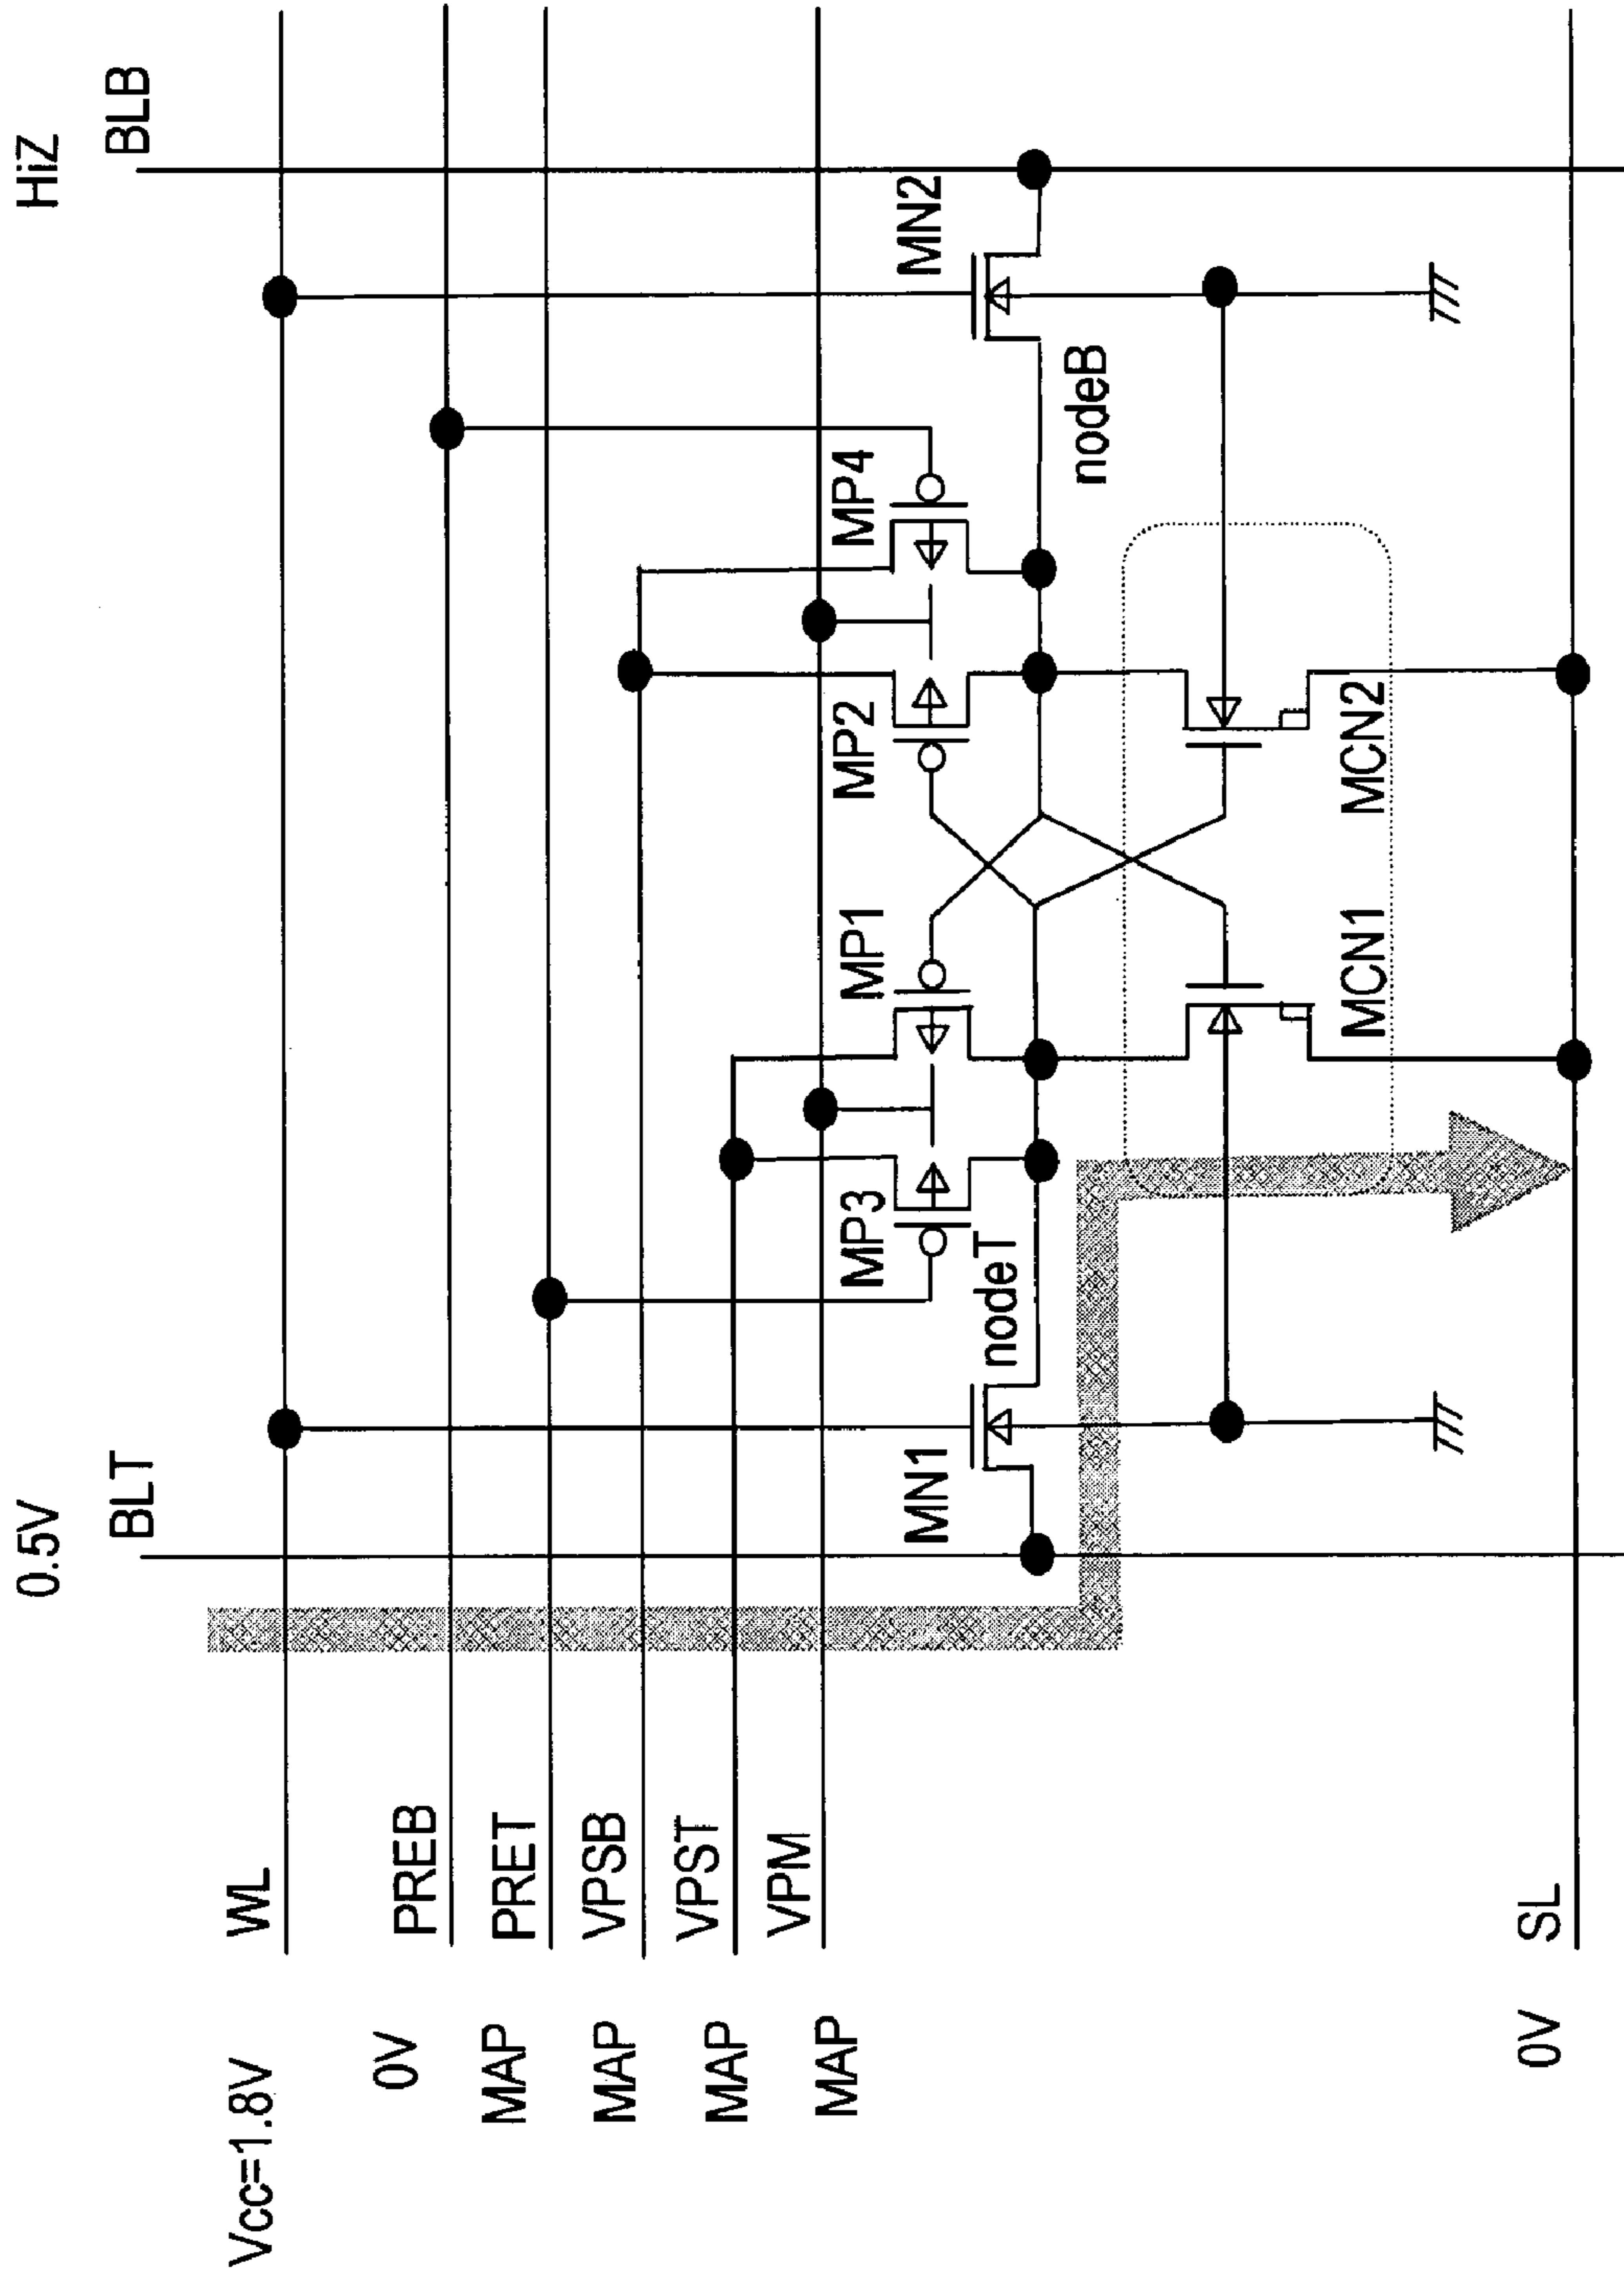 0.5V
HiZ
BLT
BLB
Vcc=1.8V
WL
0V
PREB
MAP
PRET
MAP
VPSB
MAP
VPST
MAP
VPM
MP3
MP1
MP2
MP4
MN1
MN2
nodeT
nodeB
MCN1
MCN2
0V
SL